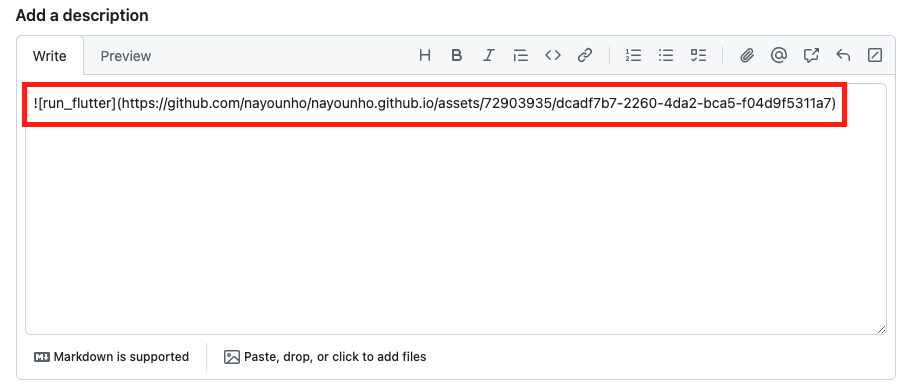 Add a description
Write Preview
![run_flutter](https://github.com/nayounho/nayounho.github.io/assets/72903935/dcadf7b7-2260-4da2-bca5-f04d9f5311a7)
Markdown is supported Paste, drop, or click to add files